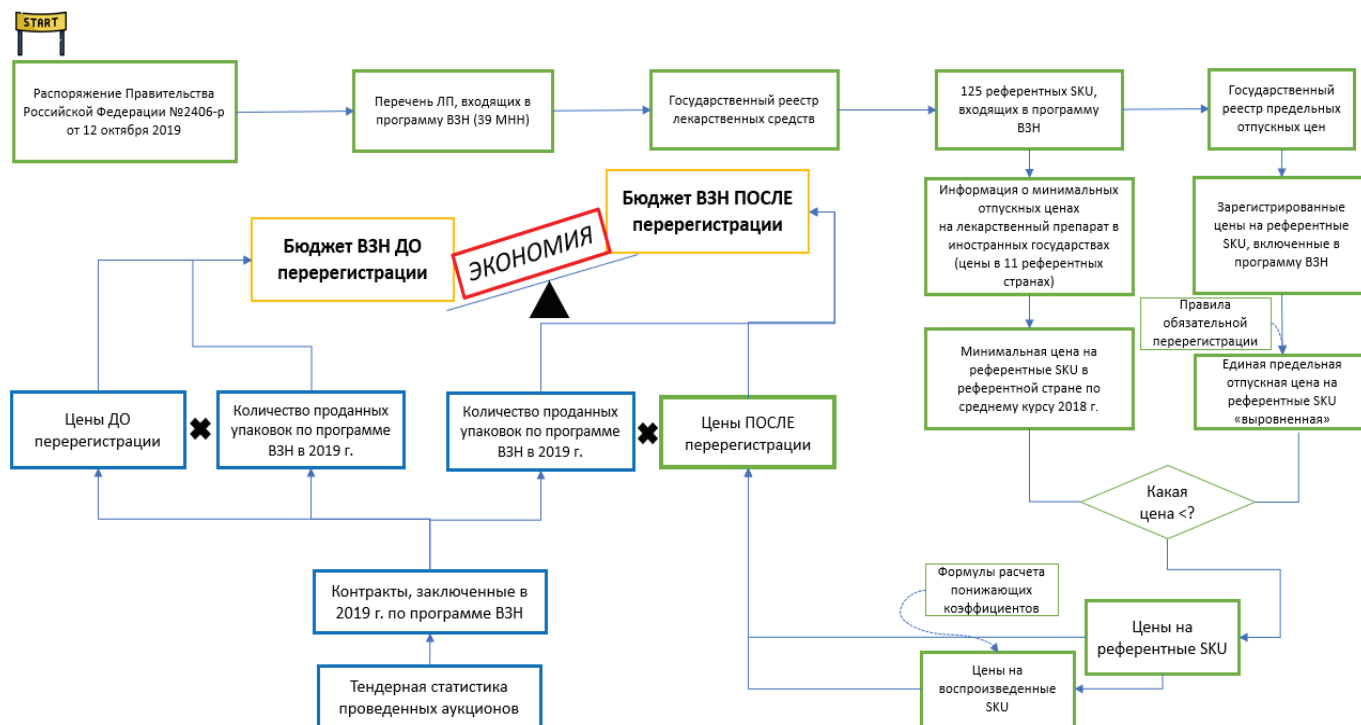 START
Распоряжение Правительства
Российской Федерации №2406-р
от 12 октября 2019
Перечень ЛП, входящих в
программу ВЗН (39 МНН)
Государственный реестр
лекарственных средств
125 референтных SKU,
входящих в программу
ВЗН
Государственный
реестр предельных
отпускных цен
Бюджет ВЗН ДО
перерегистрации
ЭКОНОМИЯ
Бюджет ВЗН ПОСЛЕ
перерегистрации
Информация о минимальных
отпускных ценах
на лекарственный препарат в
иностранных государствах
(цены в 11 референтных
странах)
Зарегистрированные
цены на референтные
SKU, включенные в
программу ВЗН
Правила
обязательной
перерегистрации
Минимальная цена на
референтные SKU в
референтной стране по
среднему курсу 2018 г.
Единая предельная
отпускная цена на
референтные SKU
«выровненная»
Цены ДО
перерегистрации
Количество проданных
упаковок по программе
ВЗН в 2019 г.
Количество проданных
упаковок по программе
ВЗН в 2019 г.
Цены ПОСЛЕ
перерегистрации
Какая
цена <?
Контракты, заключенные в
2019 г. по программе ВЗН
Формулы расчета
понижающих
коэффициентов
Цены на
референтные SKU
Тендерная статистика
проведенных аукционов
Цены на
воспроизведенные
SKU